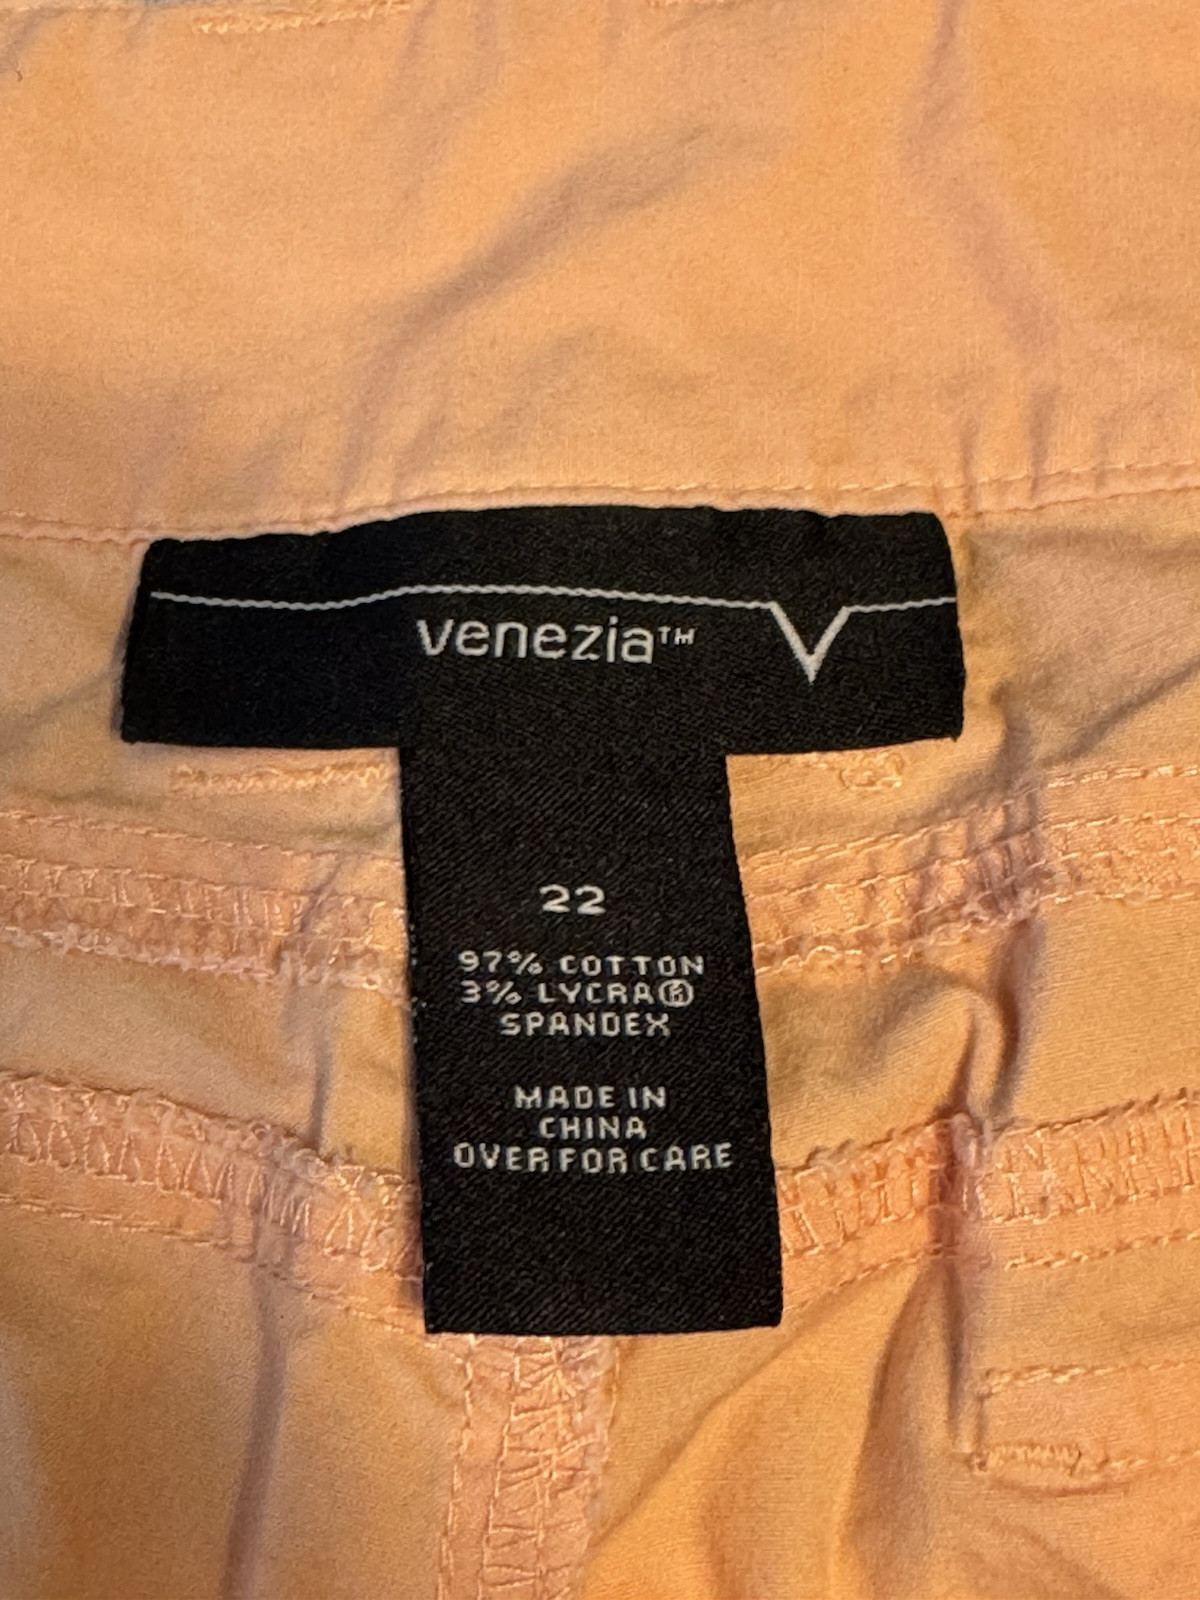 venezia™
22
97% COTTON
3% LYCRA®
SPANDEX
MADE IN
CHINA
OVER FOR CARE